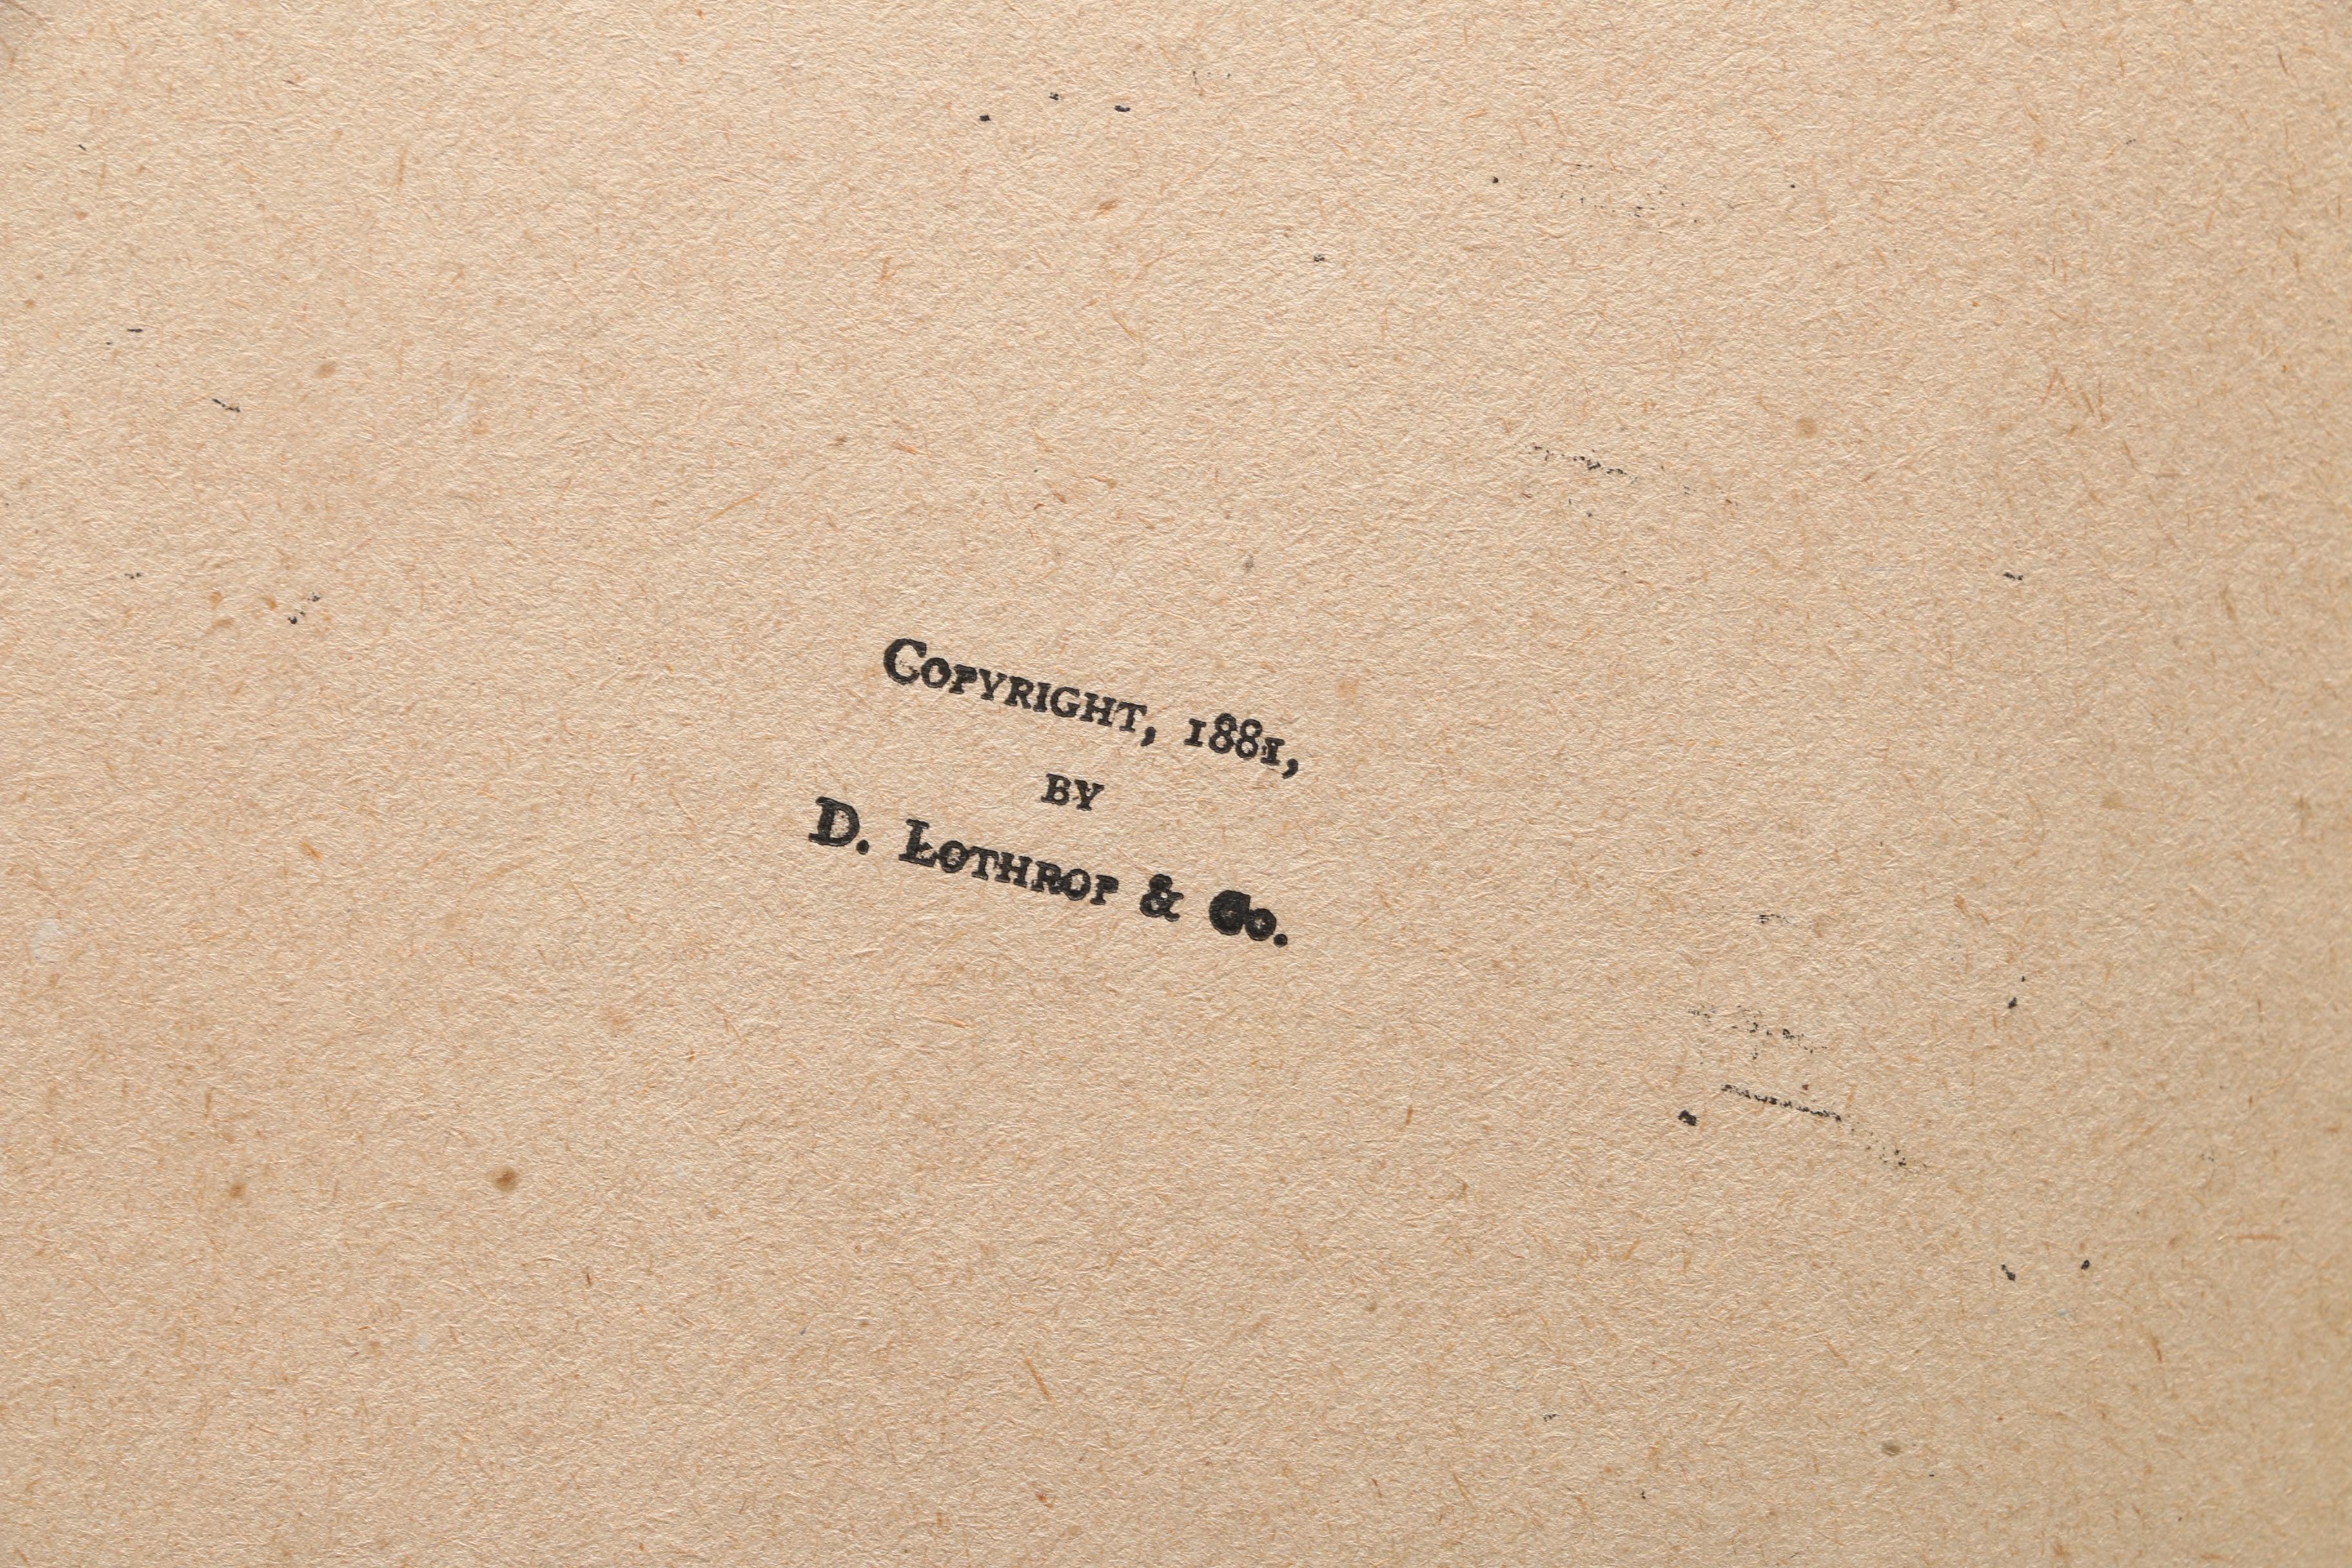 Copyright, 1881,
by
D. Lothrop & Co.